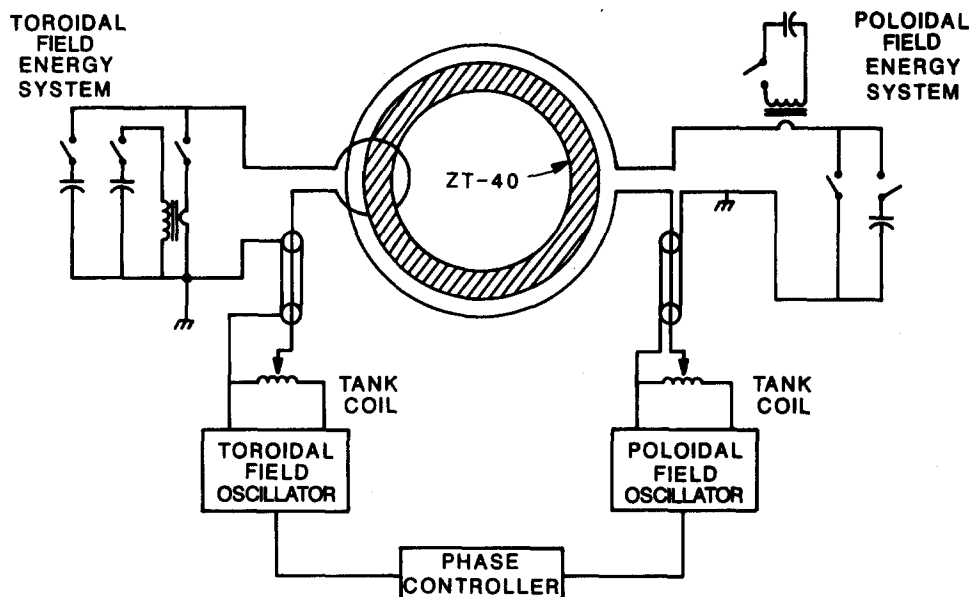 TOROIDAL
FIELD
ENERGY
SYSTEM
POLOIDAL
FIELD
ENERGY
SYSTEM
ZT-40
TANK
COIL
TANK
COIL
TOROIDAL
FIELD
OSCILLATOR
POLOIDAL
FIELD
OSCILLATOR
PHASE
CONTROLLER